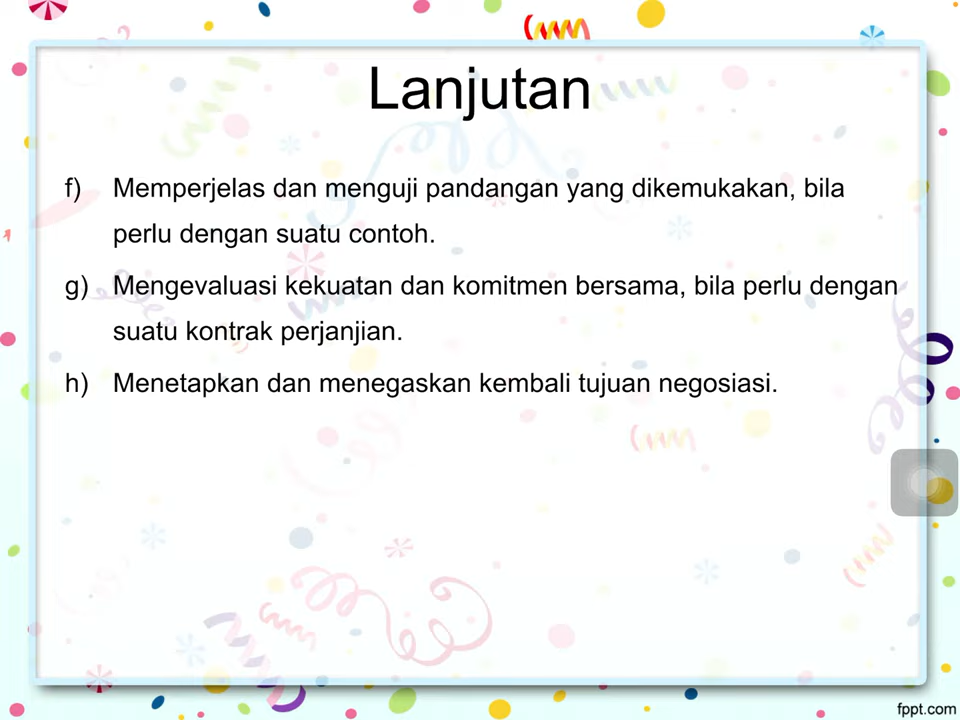 Lanjutan
f) Memperjelas dan menguji pandangan yang dikemukakan, bila
perlu dengan suatu contoh.
g) Mengevaluasi kekuatan dan komitmen bersama, bila perlu dengan
suatu kontrak perjanjian.
h) Menetapkan dan menegaskan kembali tujuan negosiasi.
fppt.com